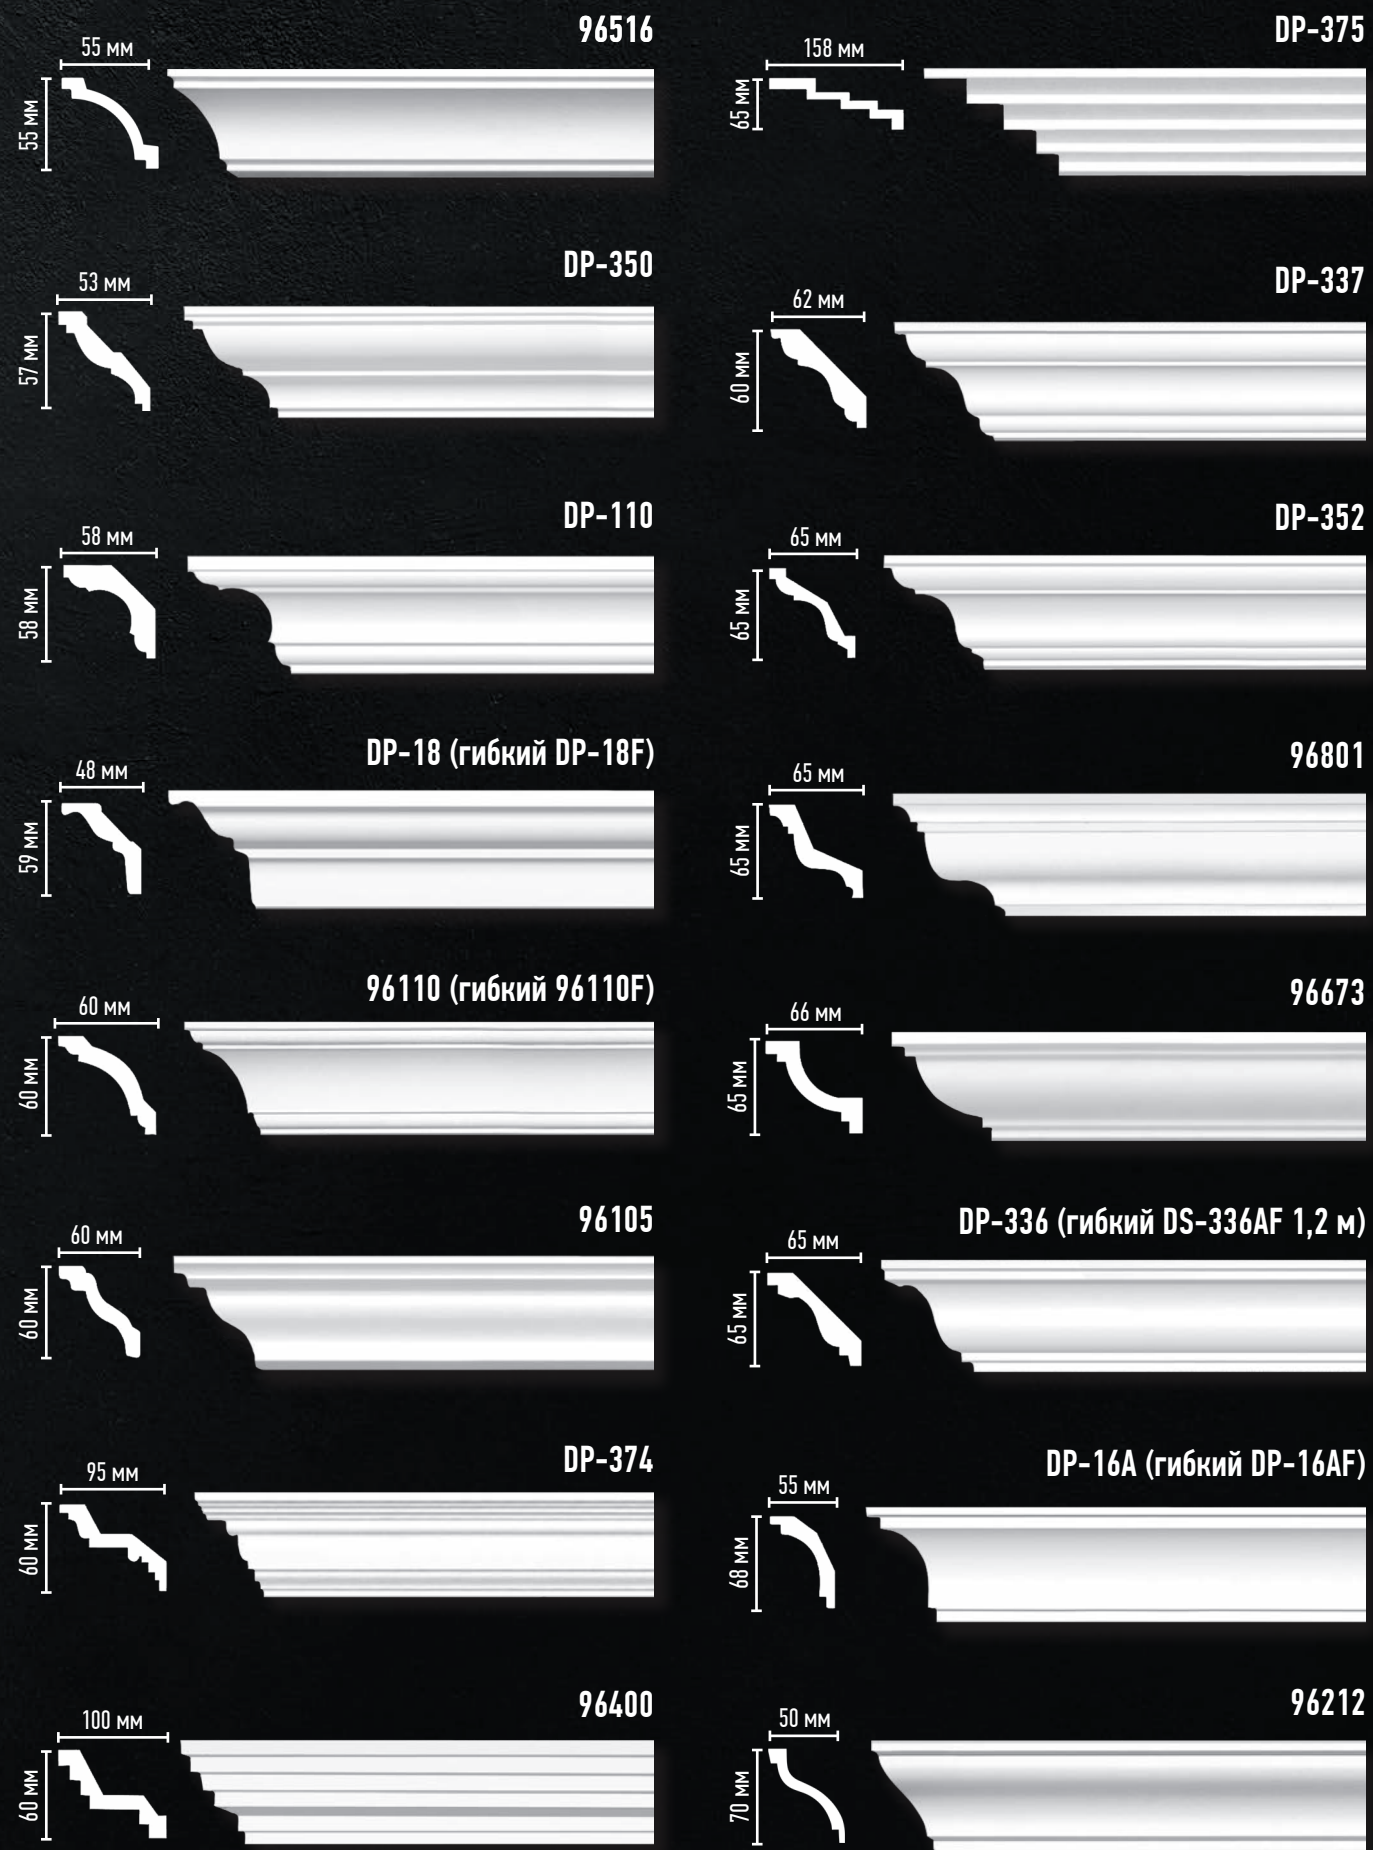 96516
55 мм
55 мм
DP-350
53 мм
57 мм
DP-110
58 мм
58 мм
DP-18 (гибкий DP-18F)
48 мм
59 мм
96110 (гибкий 96110F)
60 мм
60 мм
96105
60 мм
60 мм
DP-374
95 мм
60 мм
96400
100 мм
60 мм
DP-375
158 мм
65 мм
DP-337
62 мм
60 мм
DP-352
65 мм
65 мм
96801
65 мм
65 мм
96673
66 мм
65 мм
DP-336 (гибкий DS-336AF 1,2 м)
65 мм
65 мм
DP-16A (гибкий DP-16AF)
55 мм
68 мм
96212
50 мм
70 мм